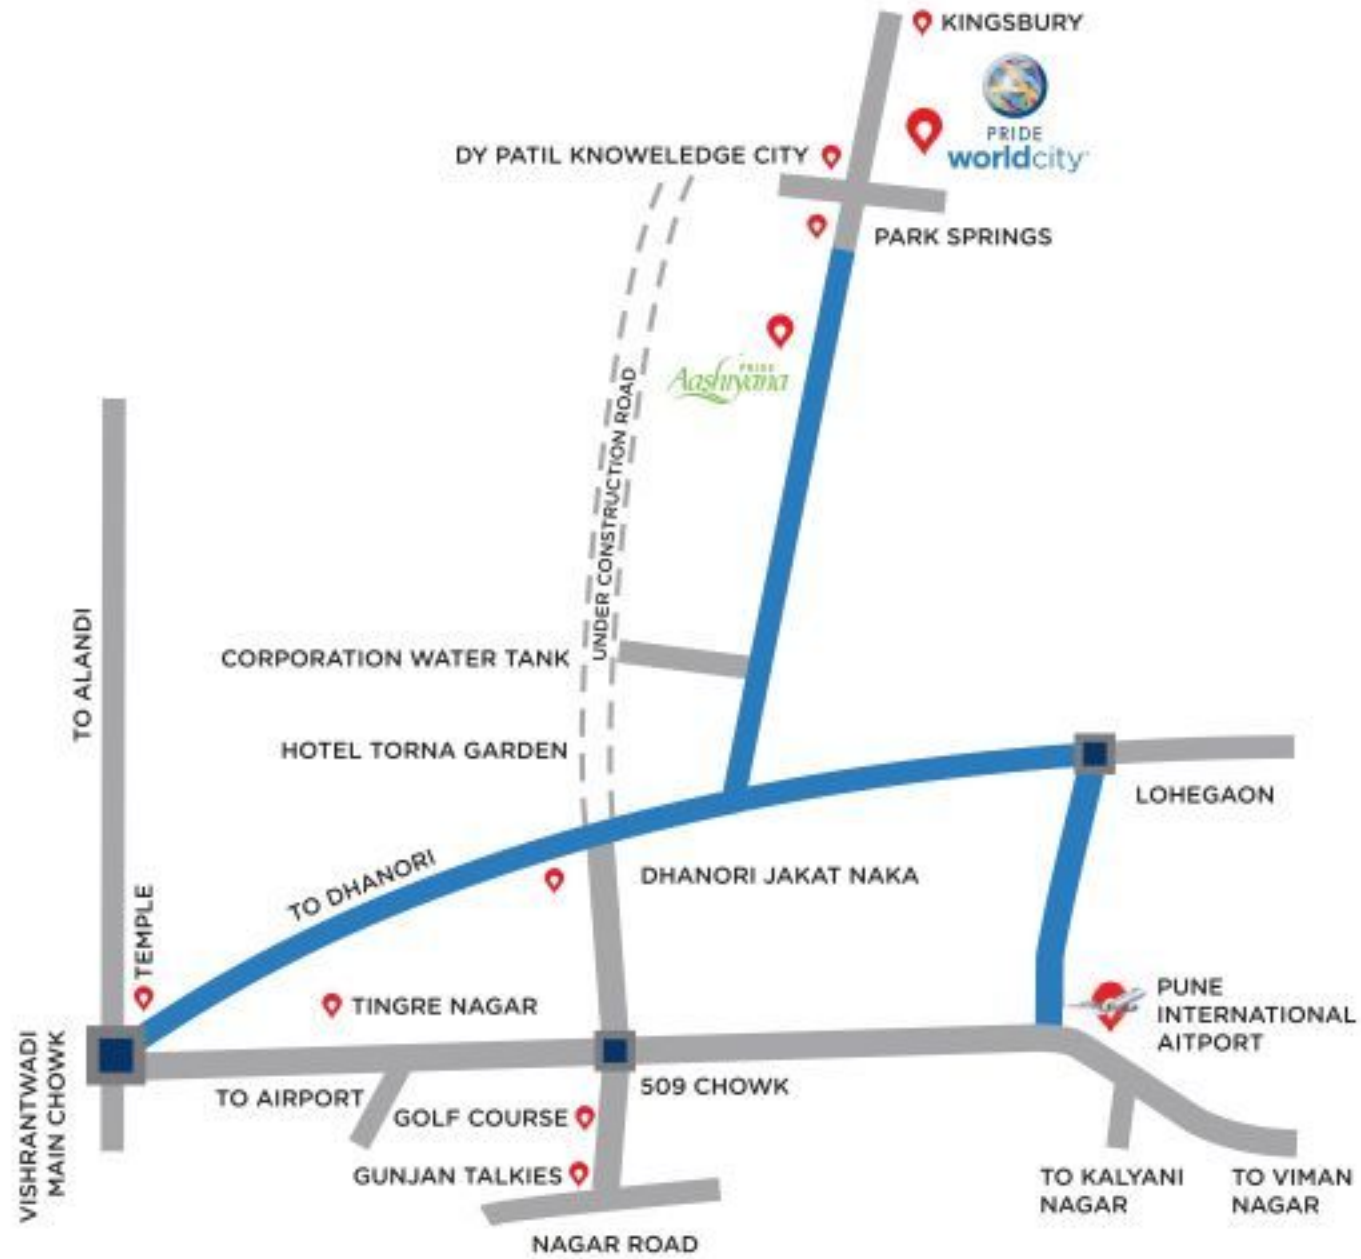 KINGSBURY
PRIDE
worldcity
DY PATIL KNOWELEDGE CITY
PARK SPRINGS
PRIDE
Aashiyana
UNDER CONSTRUCTION ROAD
TO ALANDI
CORPORATION WATER TANK
HOTEL TORNA GARDEN
LOHEGAON
TO DHANORI
DHANORI JAKAT NAKA
TEMPLE
TINGRE NAGAR
PUNE
INTERNATIONAL
AITPORT
VISHRANTWADI
MAIN CHOWK
TO AIRPORT
509 CHOWK
GOLF COURSE
GUNJAN TALKIES
TO KALYANI
NAGAR
TO VIMAN
NAGAR
NAGAR ROAD